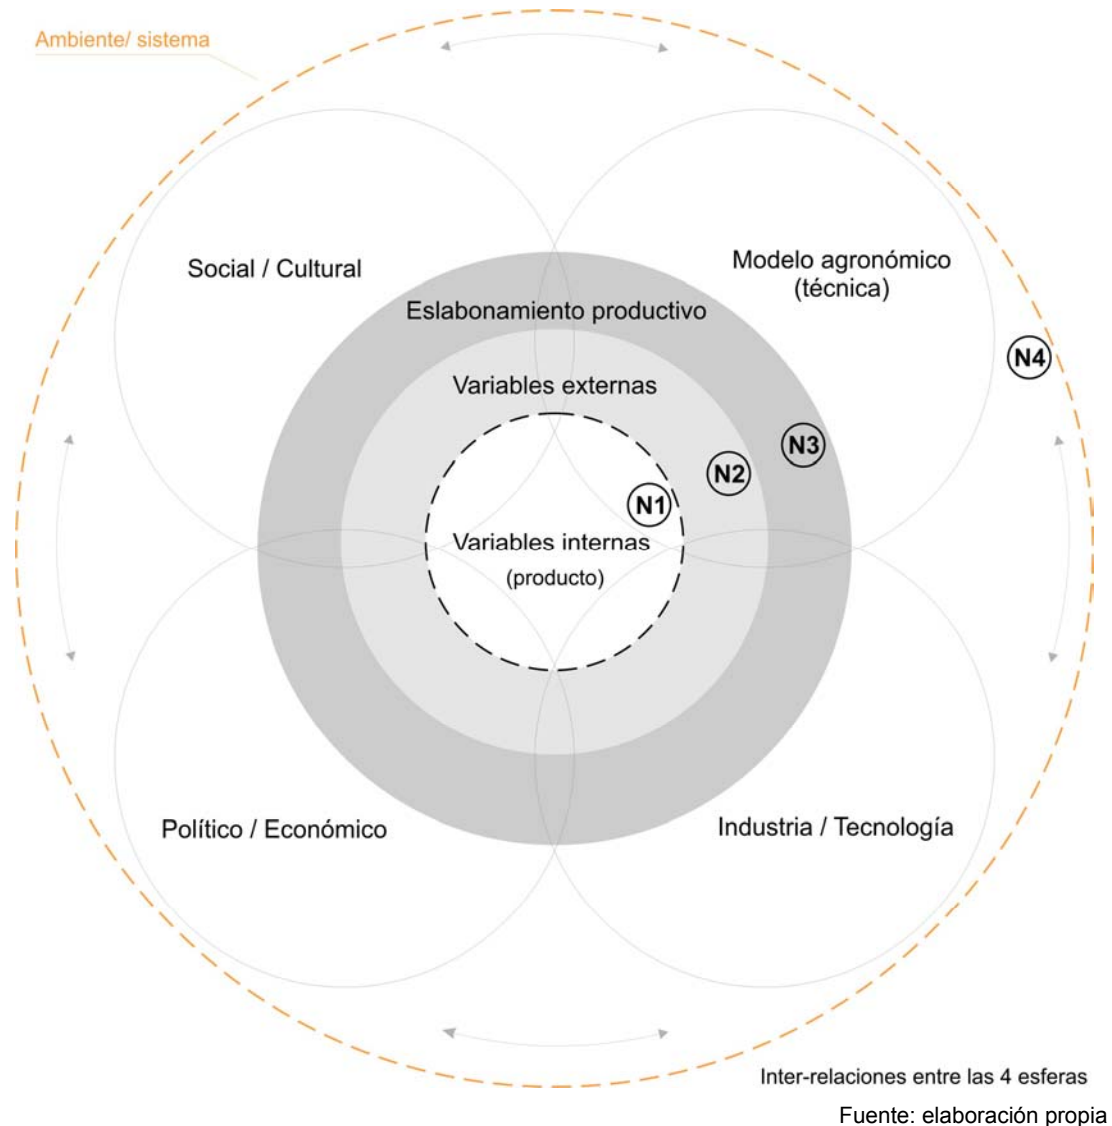 Ambiente/ sistema
Social / Cultural
Modelo agronómico
(técnica)
Eslabonamiento productivo
N4
Variables externas
N3
N2
N1
Variables internas
(producto)
Político / Económico
Industria / Tecnología
Inter-relaciones entre las 4 esferas
Fuente: elaboración propia